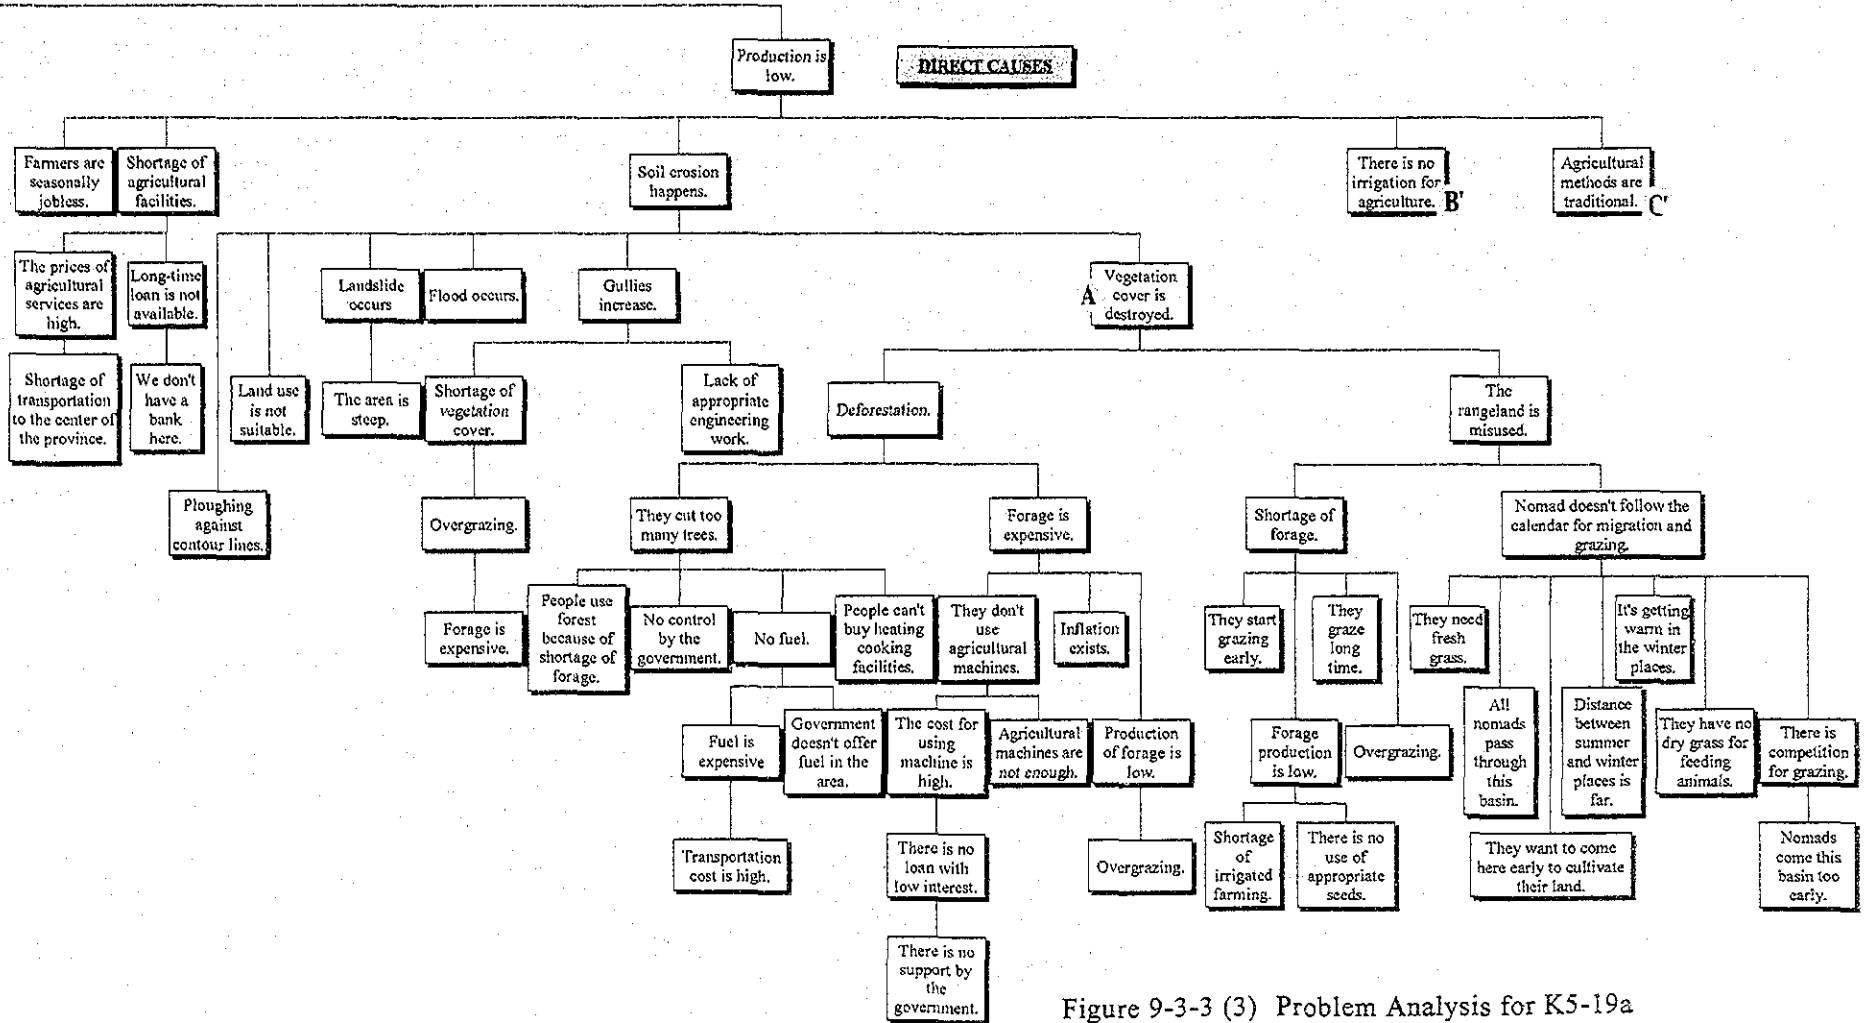 Production is
low.
DIRECT CAUSES
Farmers are
seasonally
jobless.
Shortage of
agricultural
facilities.
Soil erosion
happens.
There is no
irrigation for
agriculture.
B'
Agricultural
methods are
traditional.
C'
The prices of
agricultural
services are
high.
Long-time
loan is not
available.
Landslide
occurs
Flood occurs.
Gullies
increase.
A
Vegetation
cover is
destroyed.
Shortage of
transportation
to the center of
the province.
We don't
have a
bank
here.
Land use
is not
suitable.
The area is
steep.
Shortage of
vegetation
cover.
Lack of
appropriate
engineering
work.
Deforestation.
The
rangeland is
misused.
Ploughing
against
contour lines.
Overgrazing.
They cut too
many trees.
Forage is
expensive.
Shortage of
forage.
Nomad doesn't follow the
calendar for migration and
grazing.
Forage is
expensive.
People use
forest
because of
shortage of
forage.
No control
by the
government.
No fuel.
People can't
buy heating
cooking
facilities.
They don't
use
agricultural
machines.
Inflation
exists.
They start
grazing
early.
They
graze
long
time.
They need
fresh
grass.
It's getting
warm in
the winter
places.
Fuel is
expensive
Government
doesn't offer
fuel in the
area.
The cost for
using
machine is
high.
Agricultural
machines are
not enough.
Production
of forage is
low.
Forage
production
is low.
Overgrazing.
All
nomads
pass
through
this
basin.
Distance
between
summer
and winter
places is
far.
They have no
dry grass for
feeding
animals.
There is
competition
for grazing.
Transportation
cost is high.
There is no
loan with
low interest.
Overgrazing.
Shortage
of
irrigated
farming.
There is no
use of
appropriate
seeds.
They want to come
here early to cultivate
their land.
Nomads
come this
basin too
early.
There is no
support by
the
government.
Figure 9-3-3 (3) Problem Analysis for K5-19a